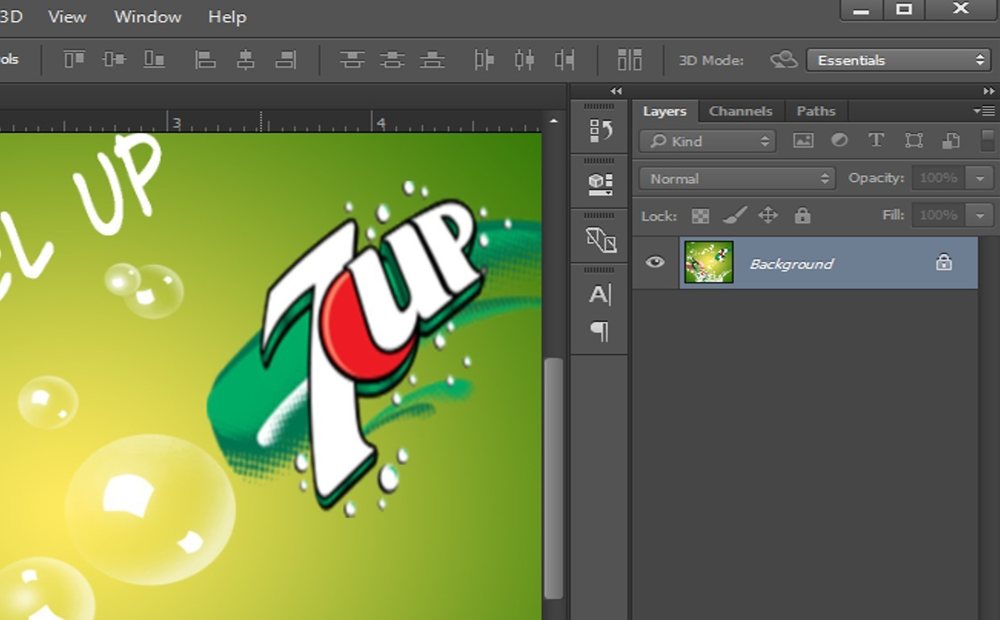 3D View Window Help
ols 3D Mode: Essentials
3 4
Layers Channels Paths
Kind T
Normal Opacity: 100%
Lock: Fill: 100%
Background
A
UP
L
7UP